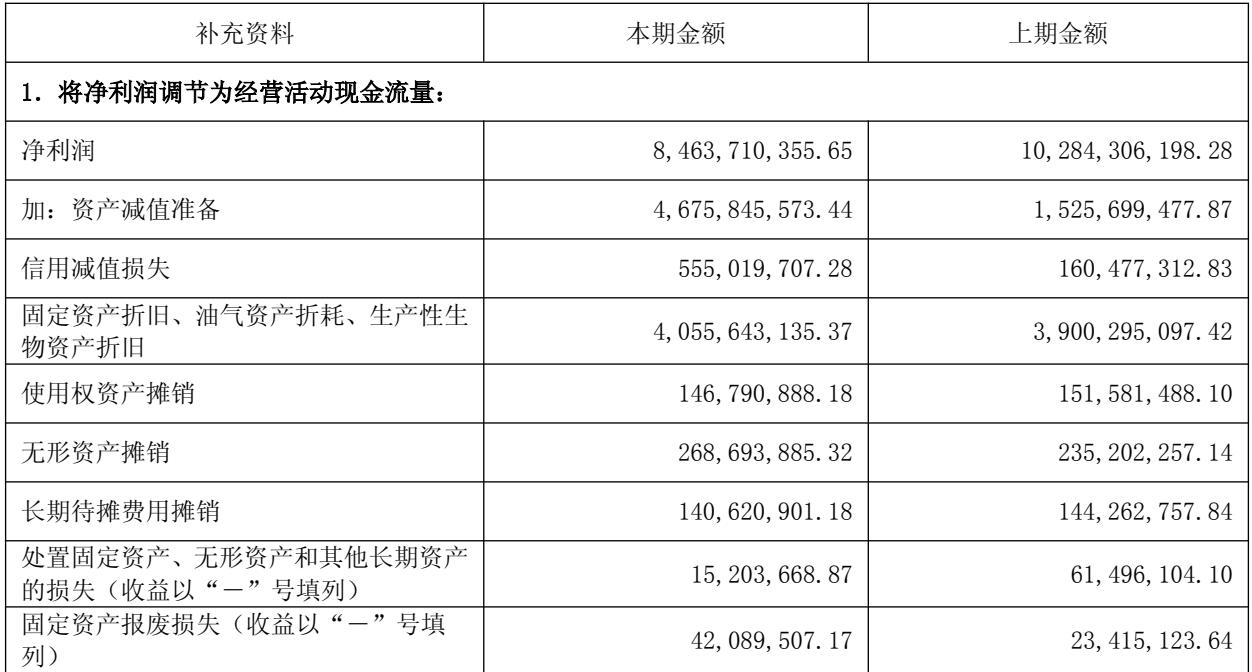 补充资料 本期金额 上期金额
1. 将净利润调节为经营活动现金流量：
净利润 8,463,710,355.65 10,284,306,198.28
加：资产减值准备 4,675,845,573.44 1,525,699,477.87
信用减值损失 555,019,707.28 160,477,312.83
固定资产折旧、油气资产折耗、生产性生
物资产折旧 4,055,643,135.37 3,900,295,097.42
使用权资产摊销 146,790,888.18 151,581,488.10
无形资产摊销 268,693,885.32 235,202,257.14
长期待摊费用摊销 140,620,901.18 144,262,757.84
处置固定资产、无形资产和其他长期资产
的损失（收益以“－”号填列） 15,203,668.87 61,496,104.10
固定资产报废损失（收益以“－”号填
列） 42,089,507.17 23,415,123.64